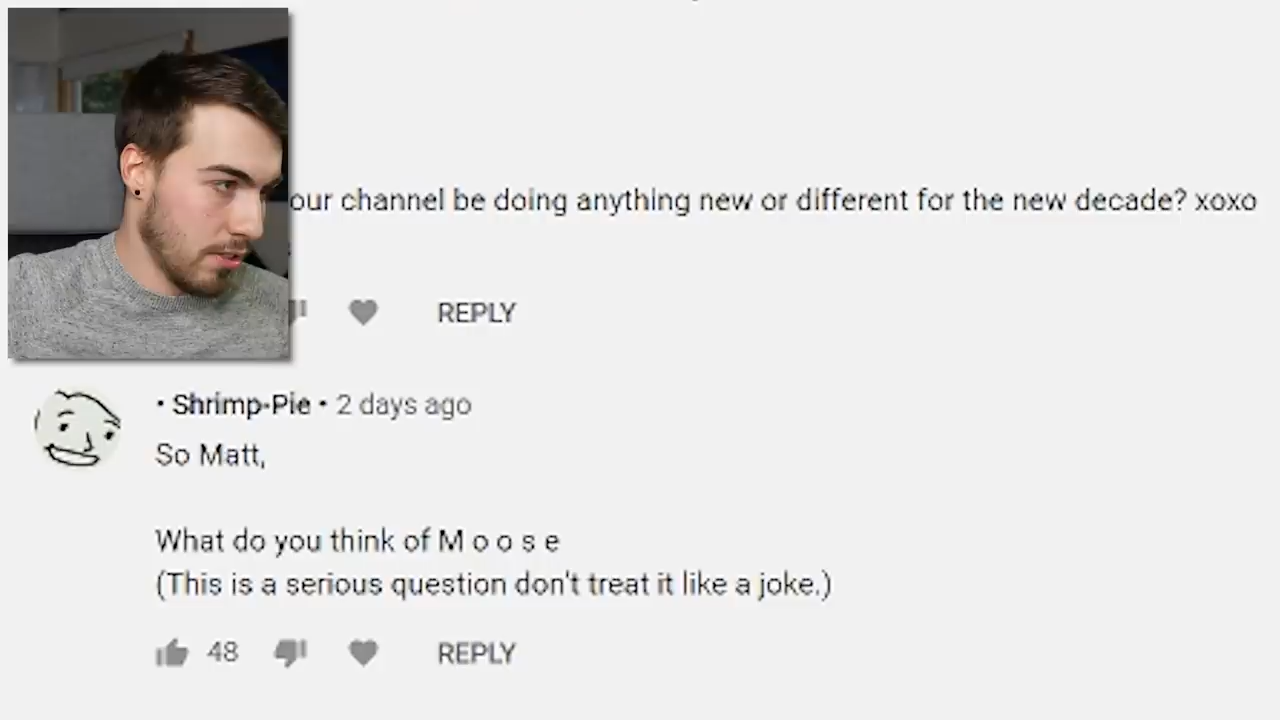 our channel be doing anything new or different for the new decade? xoxo
REPLY
• Shrimp-Pie • 2 days ago
So Matt,
What do you think of M o o s e
(This is a serious question don't treat it like a joke.)
48 REPLY